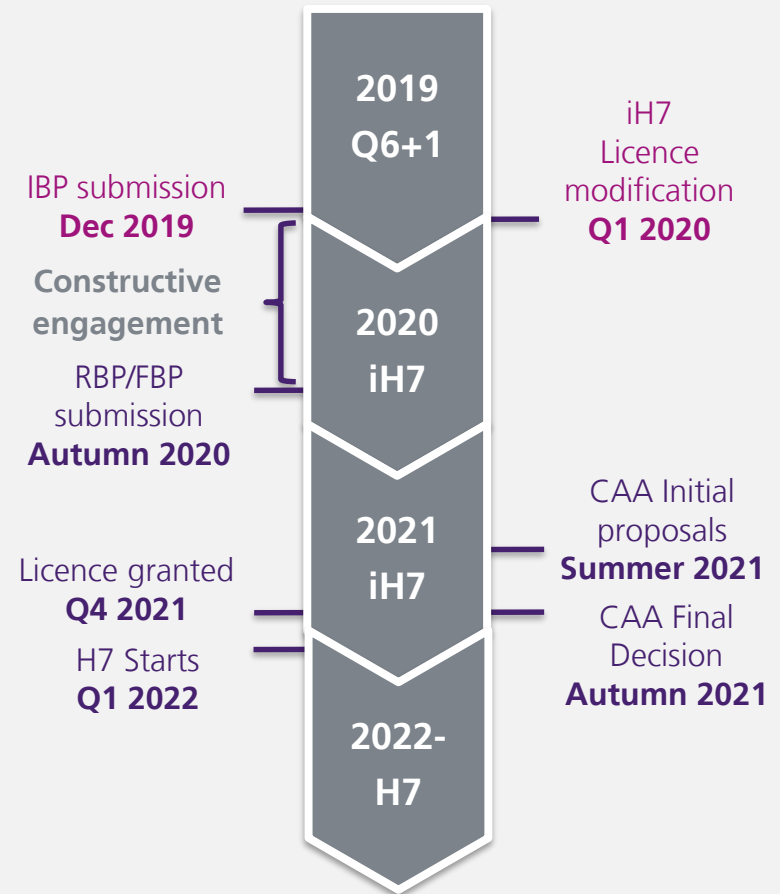 2019
Q6+1
IBP submission
Dec 2019
iH7
Licence
modification
Q1 2020
Constructive
engagement
2020
iH7
RBP/FBP
submission
Autumn 2020
2021
iH7
CAA Initial
proposals
Summer 2021
Licence granted
Q4 2021
CAA Final
Decision
Autumn 2021
H7 Starts
Q1 2022
2022-
H7